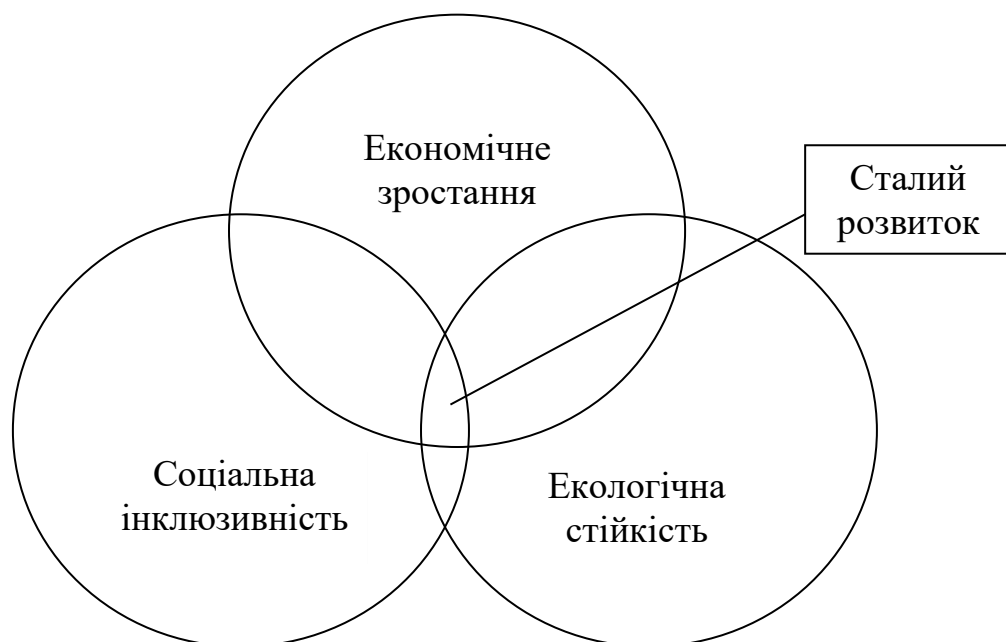 Економічне
зростання
Сталий
розвиток
Соціальна
інклюзивність
Екологічна
стійкість